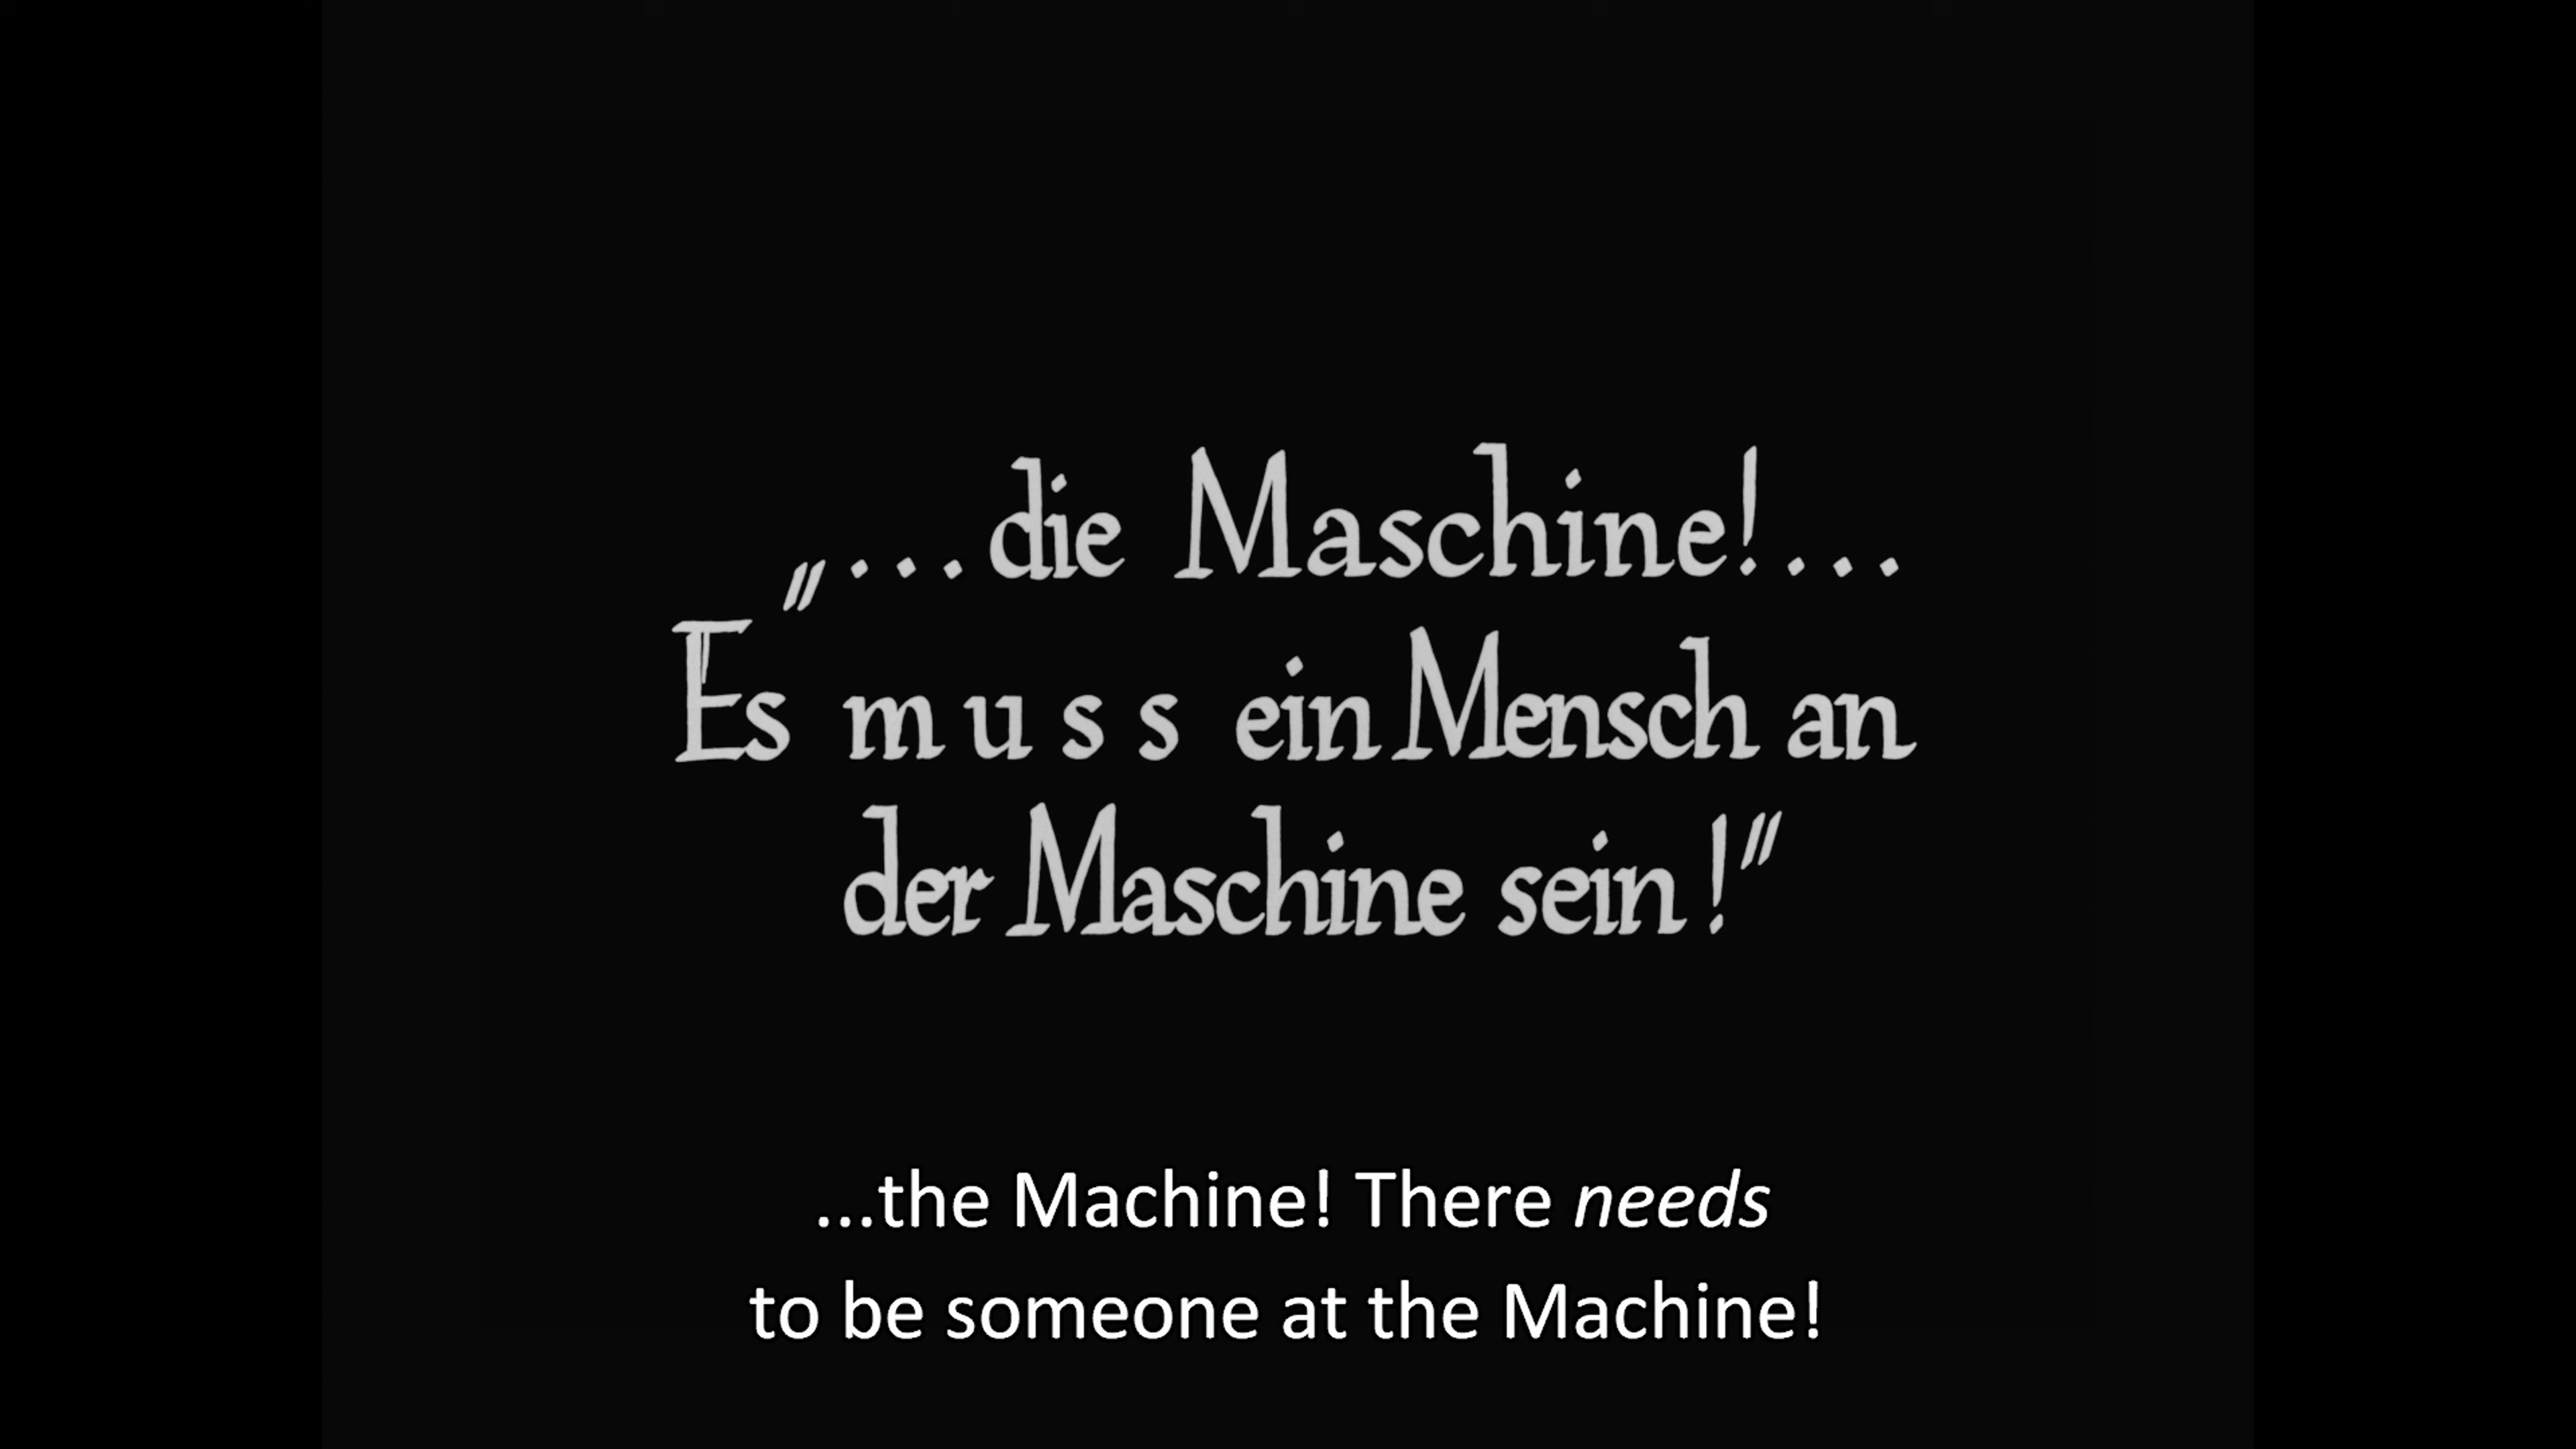 „...die Maschine!...
Es m u s s ein Mensch an
der Maschine sein!"
...the Machine! There needs
to be someone at the Machine!